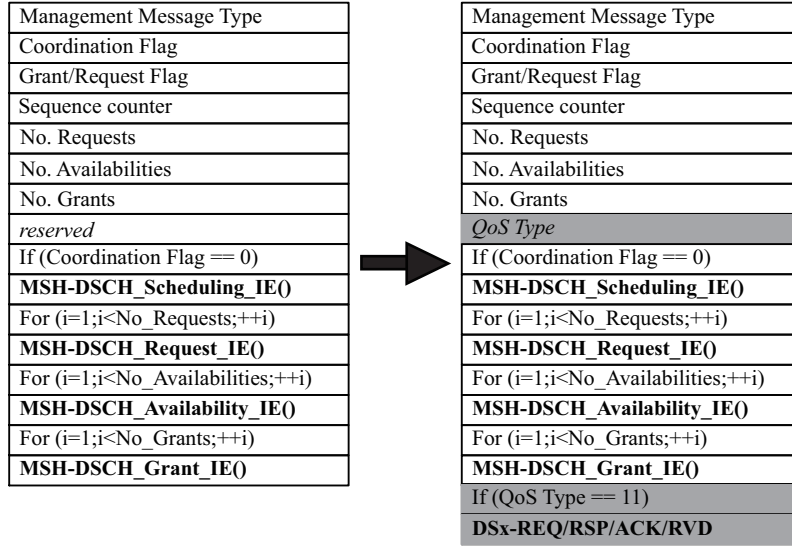 Management Message Type
Coordination Flag
Grant/Request Flag
Sequence counter
No. Requests
No. Availabilities
No. Grants
reserved
If (Coordination Flag == 0)
MSH-DSCH_Scheduling_IE()
For (i=1;i<No_Requests;++i)
MSH-DSCH_Request_IE()
For (i=1;i<No_Availabilities;++i)
MSH-DSCH_Availability_IE()
For (i=1;i<No_Grants;++i)
MSH-DSCH_Grant_IE()
Management Message Type
Coordination Flag
Grant/Request Flag
Sequence counter
No. Requests
No. Availabilities
No. Grants
QoS Type
If (Coordination Flag == 0)
MSH-DSCH_Scheduling_IE()
For (i=1;i<No_Requests;++i)
MSH-DSCH_Request_IE()
For (i=1;i<No_Availabilities;++i)
MSH-DSCH_Availability_IE()
For (i=1;i<No_Grants;++i)
MSH-DSCH_Grant_IE()
If (QoS Type == 11)
DSx-REQ/RSP/ACK/RVD